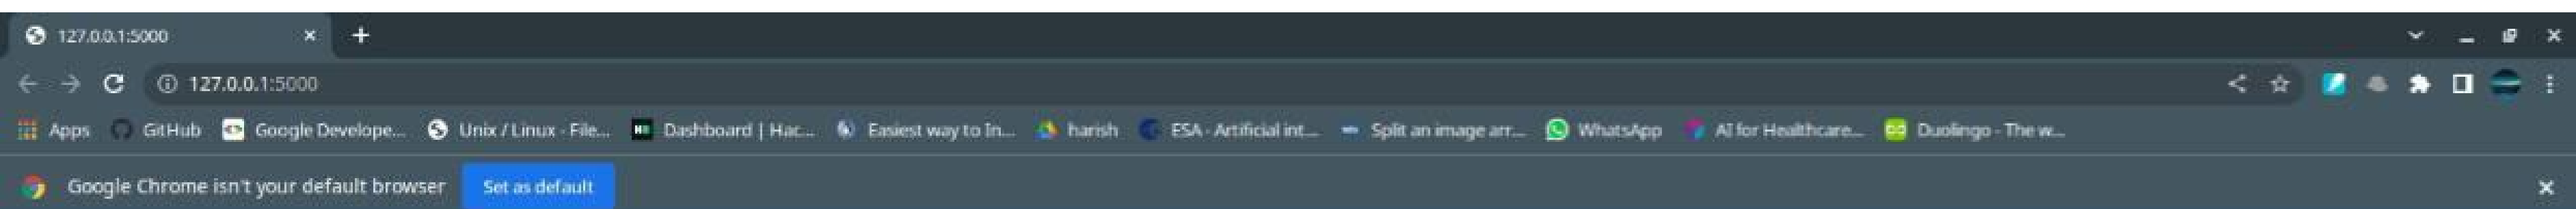 127.0.0.1:5000
127.0.0.1:5000
Apps GitHub Google Develope... Unix / Linux - File... Dashboard | Hac... Easiest way to In... harish ESA - Artificial int... Split an image arr... WhatsApp AI for Healthcare... Duolingo - The w...
Google Chrome isn't your default browser Set as default